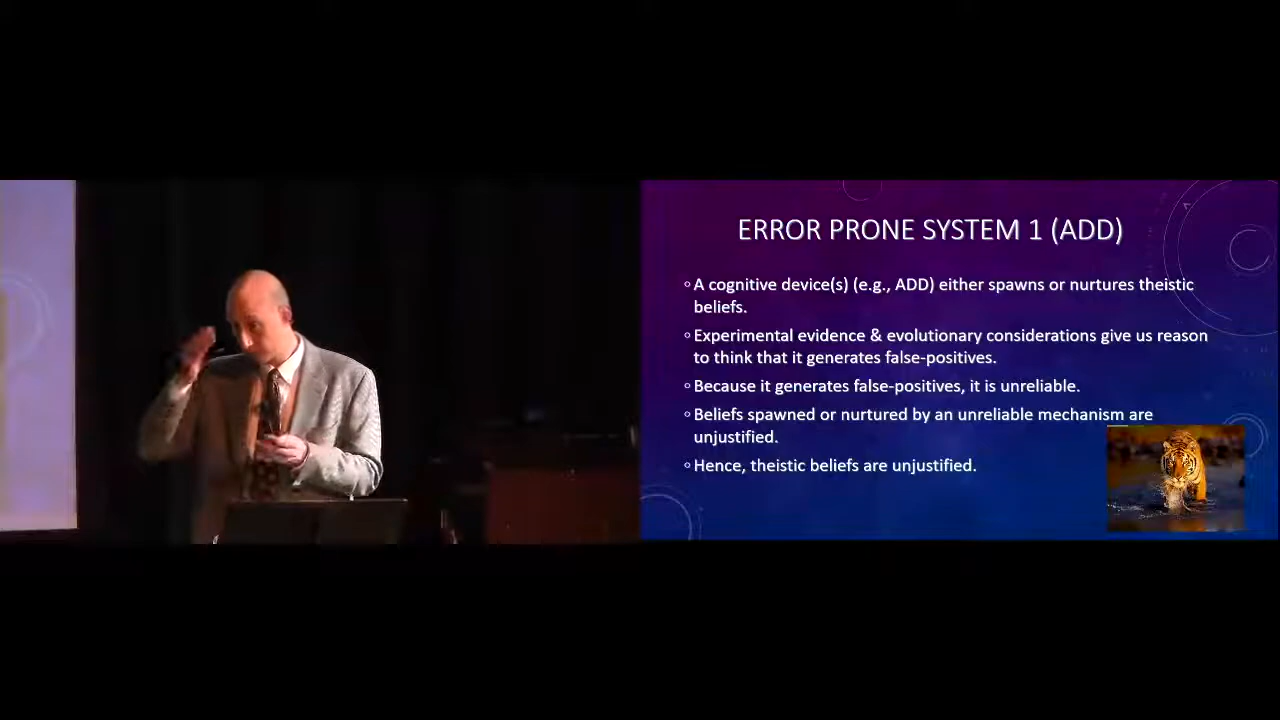 ERROR PRONE SYSTEM 1 (ADD)
◦A cognitive device(s) (e.g., ADD) either spawns or nurtures theistic
beliefs.
◦Experimental evidence & evolutionary considerations give us reason
to think that it generates false-positives.
◦Because it generates false-positives, it is unreliable.
◦Beliefs spawned or nurtured by an unreliable mechanism are
unjustified.
◦Hence, theistic beliefs are unjustified.